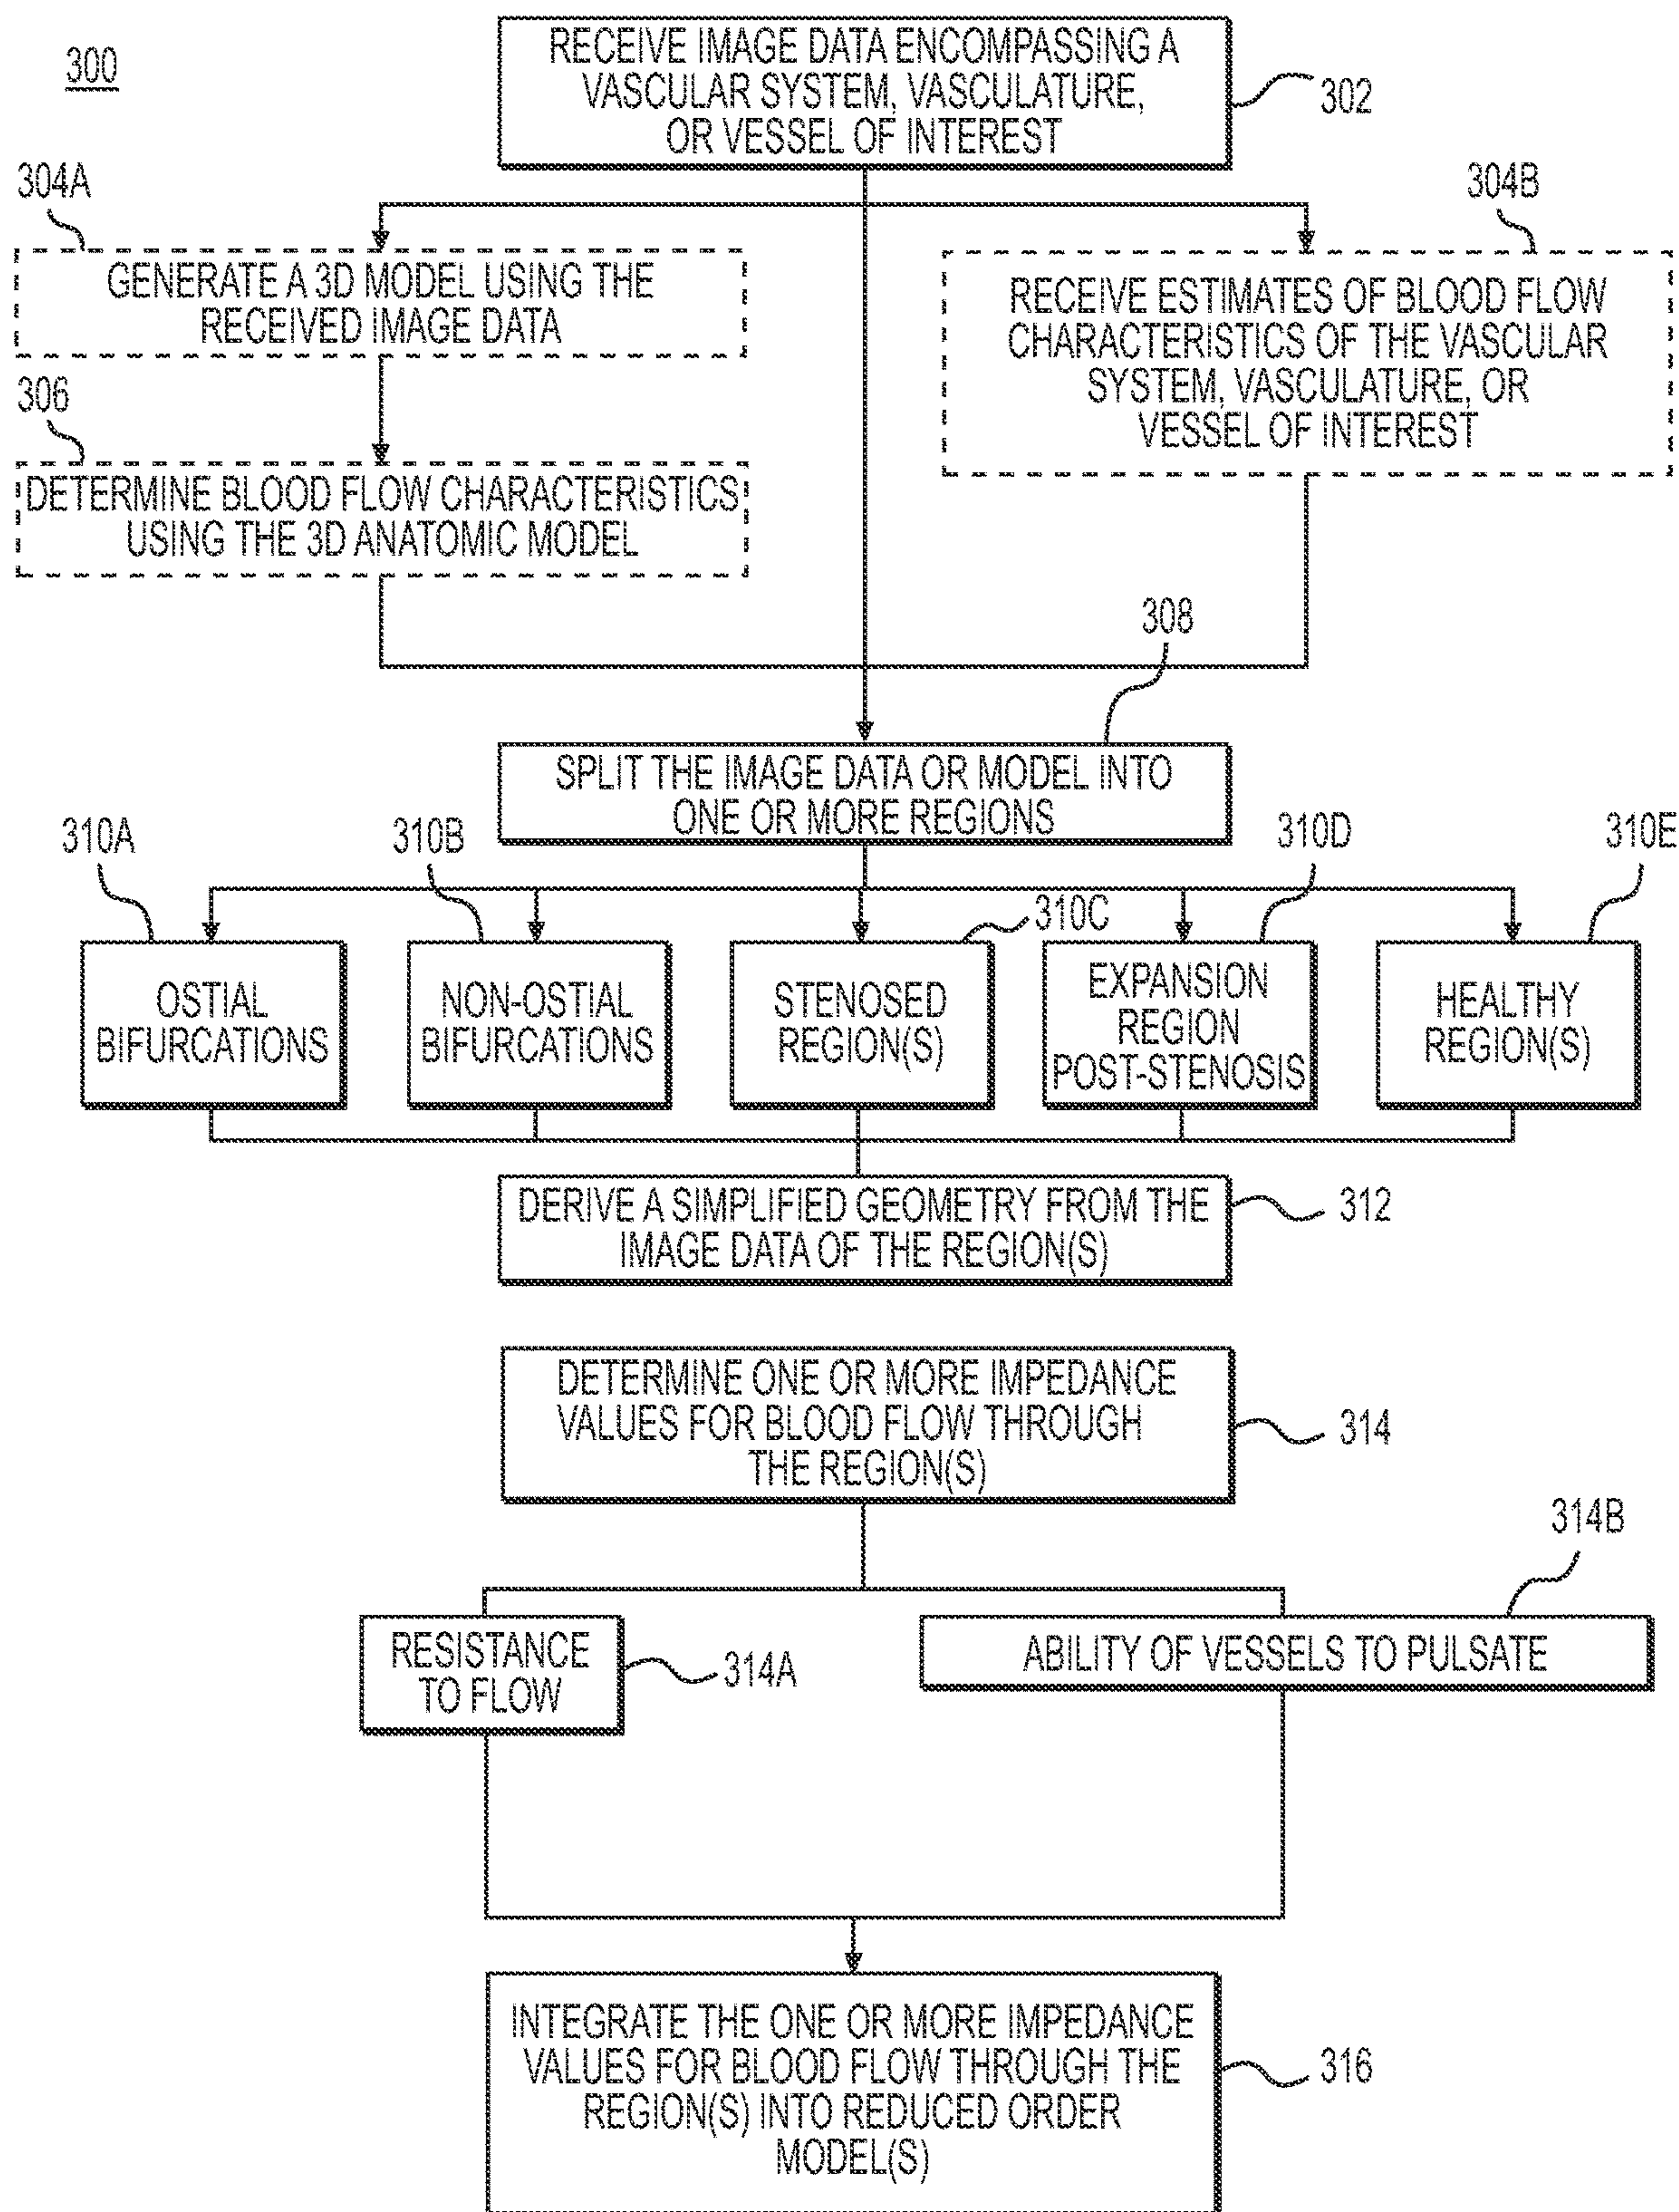 300
RECEIVE IMAGE DATA ENCOMPASSING A
VASCULAR SYSTEM, VASCULATURE,
OR VESSEL OF INTEREST
302
304A
304B
GENERATE A 3D MODEL USING THE
RECEIVED IMAGE DATA
RECEIVE ESTIMATES OF BLOOD FLOW
CHARACTERISTICS OF THE VASCULAR
SYSTEM, VASCULATURE, OR
VESSEL OF INTEREST
306
DETERMINE BLOOD FLOW CHARACTERISTICS
USING THE 3D ANATOMIC MODEL
308
SPLIT THE IMAGE DATA OR MODEL INTO
ONE OR MORE REGIONS
310A
310B
310C
310D
310E
OSTIAL
BIFURCATIONS
NON-OSTIAL
BIFURCATIONS
STENOSED
REGION(S)
EXPANSION
REGION
POST-STENOSIS
HEALTHY
REGION(S)
DERIVE A SIMPLIFIED GEOMETRY FROM THE
IMAGE DATA OF THE REGION(S)
312
DETERMINE ONE OR MORE IMPEDANCE
VALUES FOR BLOOD FLOW THROUGH
THE REGION(S)
314
314B
RESISTANCE
TO FLOW
314A
ABILITY OF VESSELS TO PULSATE
INTEGRATE THE ONE OR MORE IMPEDANCE
VALUES FOR BLOOD FLOW THROUGH THE
REGION(S) INTO REDUCED ORDER
MODEL(S)
316